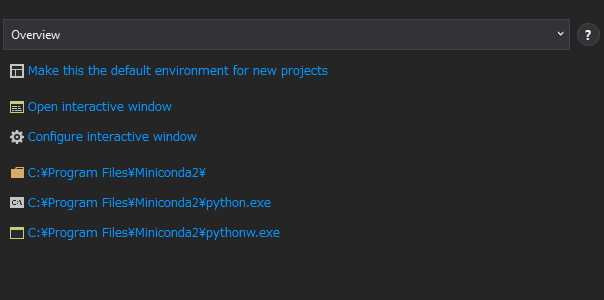 Overview
?
Make this the default environment for new projects
Open interactive window
Configure interactive window
C:¥Program Files¥Miniconda2¥
C:\
C:¥Program Files¥Miniconda2¥python.exe
C:¥Program Files¥Miniconda2¥pythonw.exe